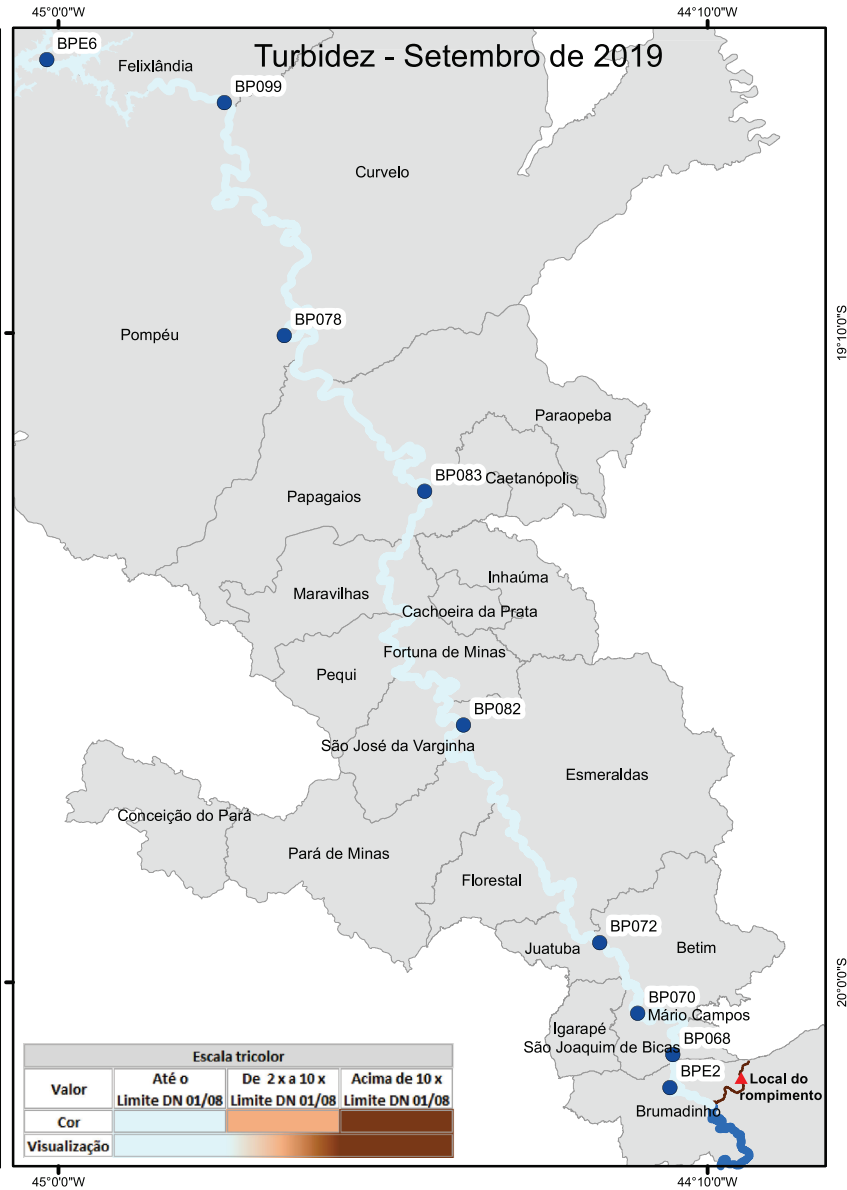 45°0'0"W
44°10'0"W
Turbidez - Setembro de 2019
BPE6
Felixlândia
BP099
Curvelo
BP078
Pompéu
19°10'0"S
Paraopeba
BP083
Caetanópolis
Papagaios
Inhaúma
Maravilhas
Cachoeira da Prata
Fortuna de Minas
Pequi
BP082
São José da Varginha
Esmeraldas
Conceição do Pará
Pará de Minas
Florestal
BP072
Juatuba
Betim
20°0'0"S
BP070
Mário Campos
Igarapé
São Joaquim de Bicas
BP068
BPE2
Local do
rompimento
Brumadinho
Escala tricolor
Valor
Até o
Limite DN 01/08
De 2 x a 10 x
Limite DN 01/08
Acima de 10 x
Limite DN 01/08
Cor
Visualização
45°0'0"W
44°10'0"W